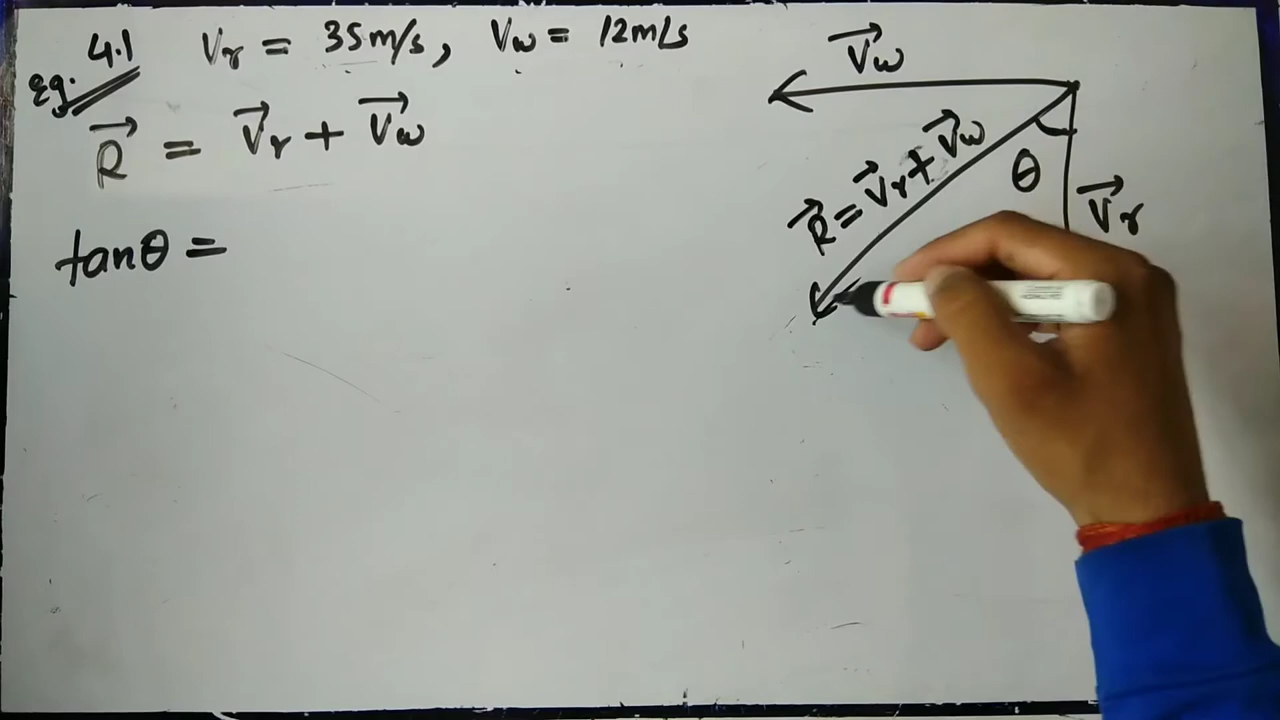 eg. 4.1 Vr = 35m/s, Vw = 12m/s
R⃗ = V⃗r + V⃗w
tanθ =
V⃗w
R⃗ = V⃗r + V⃗w
θ
V⃗r